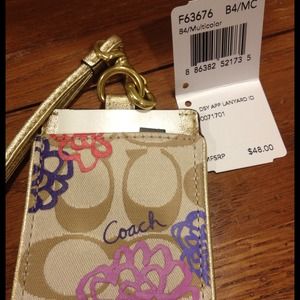 F63676 B4/MC
B4/Multicolor
8 86382 52173 5
DSY APP LANYARD ID
$48.00
Coach